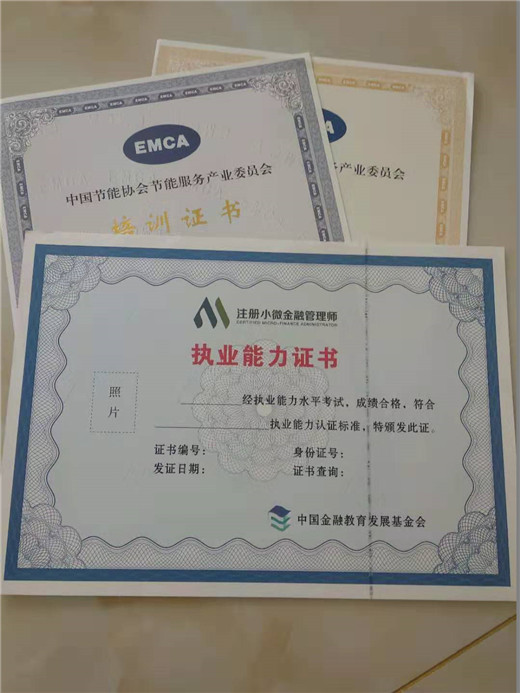 EMCA
中国节能协会节能服务产业委员会
培训证书
产业委员会
注册小微金融管理师
CERTIFIED MICRO-FINANCE ADMINISTRATOR
执业能力证书
照
片
经执业能力水平考试，成绩合格，符合
执业能力认证标准，特颁发此证。
证书编号：
身份证号：
发证日期：
证书查询：
中国金融教育发展基金会